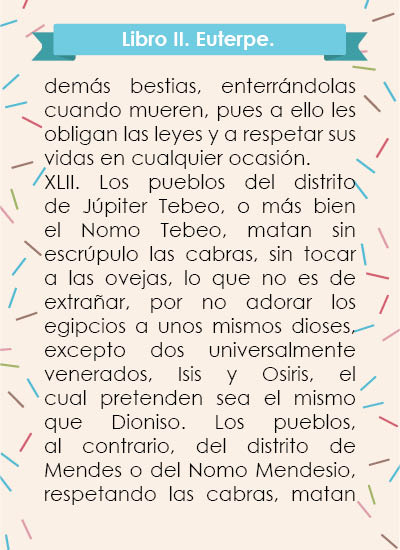 Libro II. Euterpe.
demás bestias, enterrándolas
cuando mueren, pues a ello les
obligan las leyes y a respetar sus
vidas en cualquier ocasión.
XLII. Los pueblos del distrito
de Júpiter Tebeo, o más bien
el Nomo Tebeo, matan sin
escrúpulo las cabras, sin tocar
a las ovejas, lo que no es de
extrañar, por no adorar los
egipcios a unos mismos dioses,
excepto dos universalmente
venerados, Isis y Osiris, el
cual pretenden sea el mismo
que Dioniso. Los pueblos,
al contrario, del distrito de
Mendes o del Nomo Mendesio,
respetando las cabras, matan